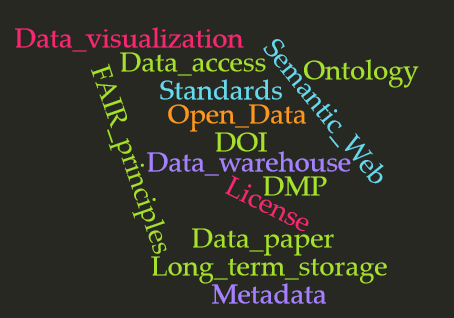 Data_visualization
Data_access
Semantic_Web
Ontology
FAIR_principles
Standards
Open_Data
DOI
Data_warehouse
DMP
License
Data_paper
Long_term_storage
Metadata